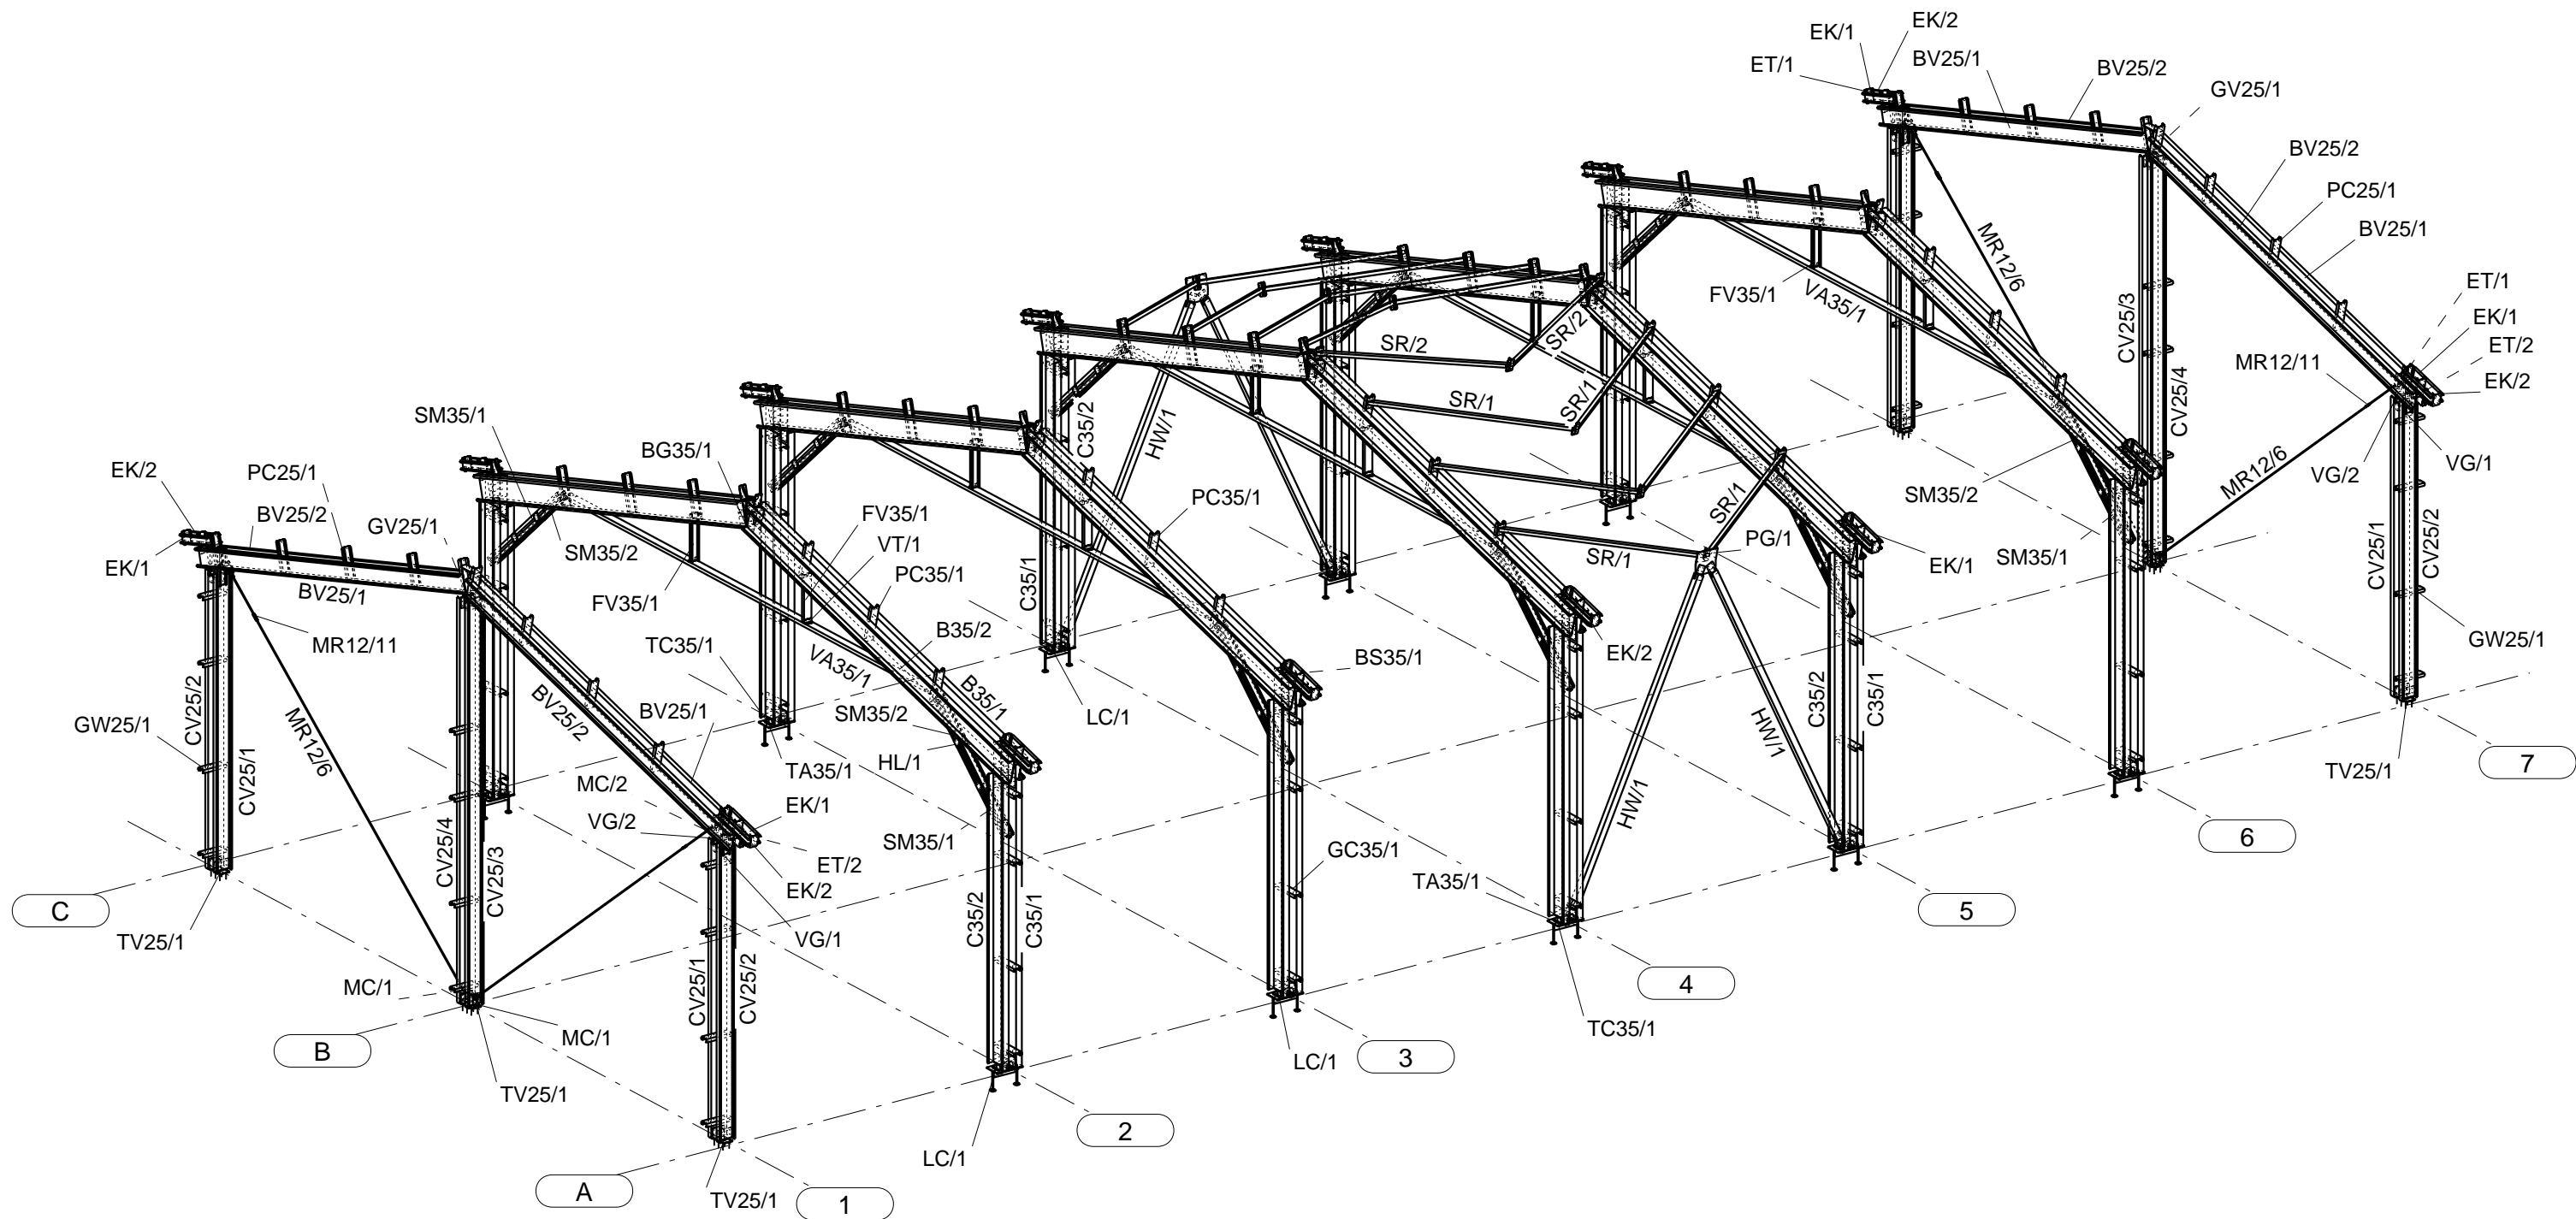 EK/2
EK/1
BV25/1
ET/1
BV25/2
GV25/1
BV25/2
PC25/1
BV25/1
MR12/6
FV35/1
VA35/1
CV25/3
CV25/4
ET/1
EK/1
ET/2
EK/2
MR12/11
MR12/6
VG/2
VG/1
CV25/1
CV25/2
GW25/1
TV25/1
SM35/2
SM35/1
SR/2
SR/2
SR/1
SR/1
SR/1
SR/1
PG/1
EK/1
EK/2
HW/1
C35/2
C35/1
SM35/1
BG35/1
EK/2
PC25/1
BV25/2
GV25/1
EK/1
BV25/1
SM35/2
FV35/1
FV35/1
VT/1
PC35/1
PC35/1
MR12/11
TC35/1
B35/2
VA35/1
B35/1
BS35/1
LC/1
C35/2
C35/1
HW/1
HW/1
GW25/1
CV25/2
CV25/1
MR12/6
BV25/2
BV25/1
SM35/2
HL/1
TA35/1
MC/2
VG/2
EK/1
ET/2
EK/2
VG/1
SM35/1
GC35/1
TA35/1
CV25/4
CV25/3
C35/2
C35/1
TV25/1
MC/1
MC/1
TV25/1
CV25/1
CV25/2
TC35/1
LC/1
LC/1
TV25/1
C
B
A
1
2
3
4
5
6
7